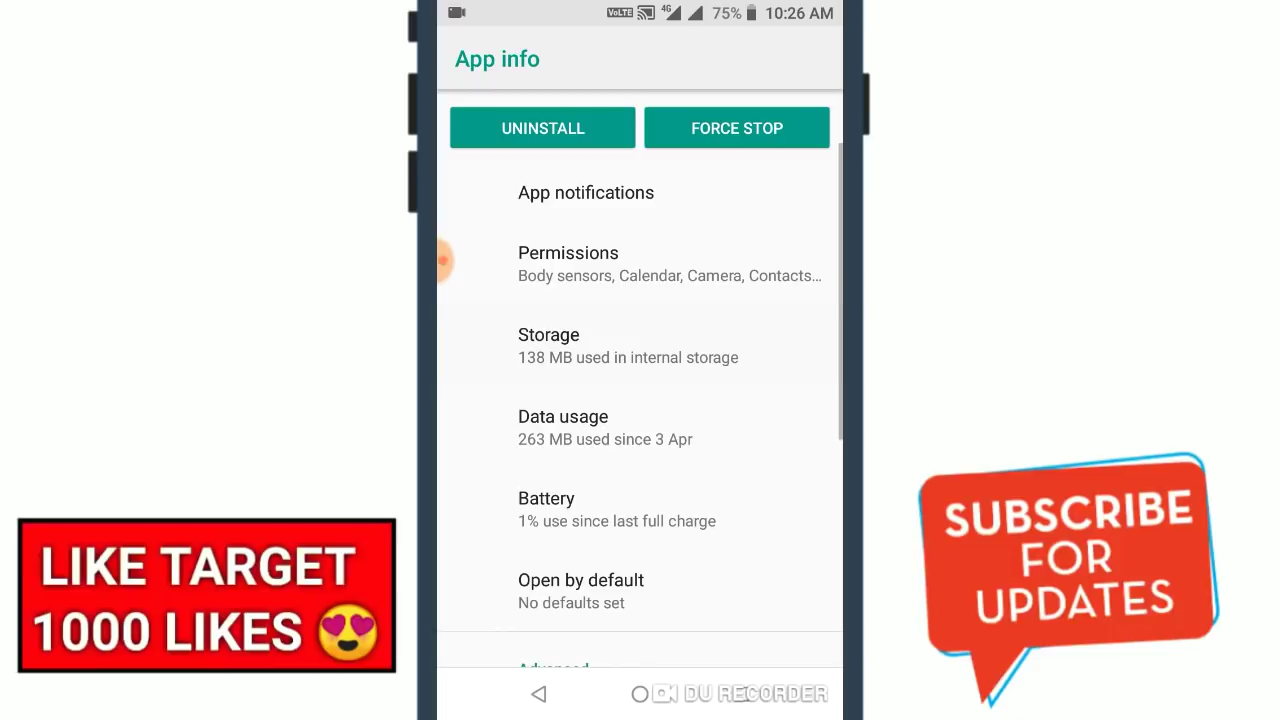 VoLTE 4G 75% 10:26 AM
App info
UNINSTALL FORCE STOP
App notifications
Permissions
Body sensors, Calendar, Camera, Contacts...
Storage
138 MB used in internal storage
Data usage
263 MB used since 3 Apr
Battery
1% use since last full charge
Open by default
No defaults set
Advanced
DU RECORDER
LIKE TARGET
1000 LIKES 😍
SUBSCRIBE
FOR
UPDATES